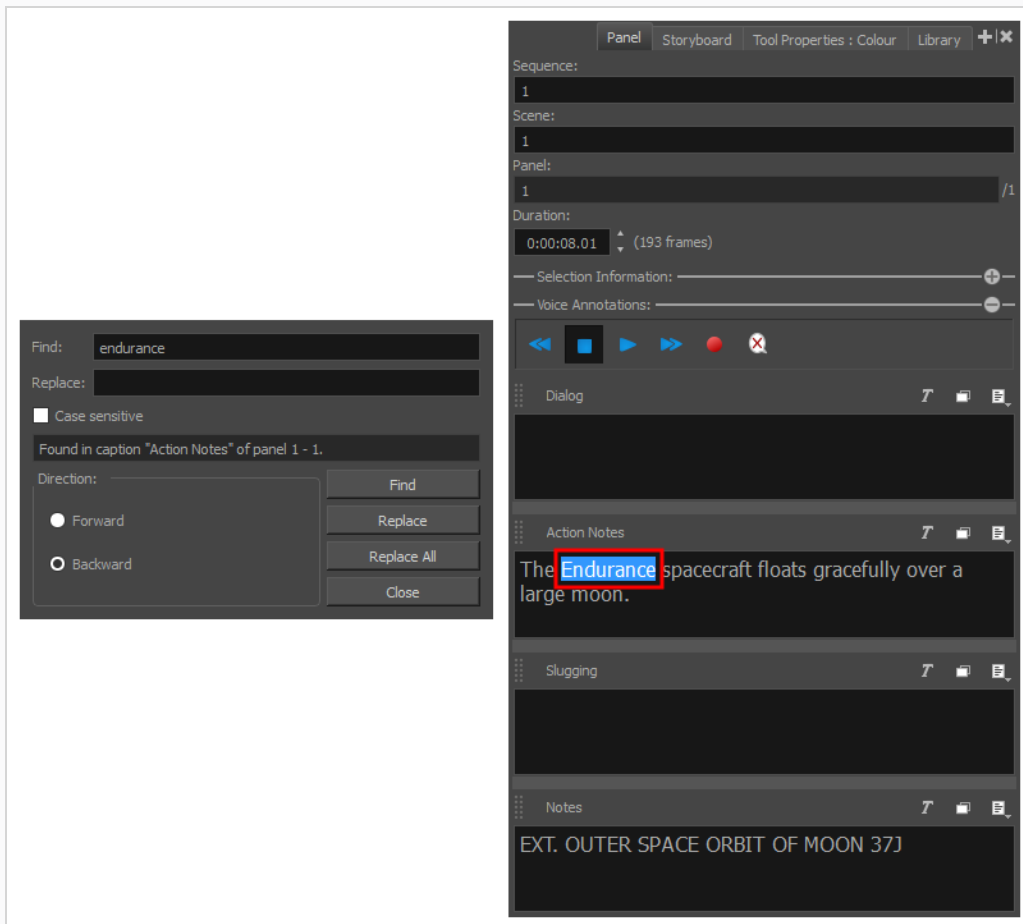 Find:
endurance
Replace:
Case sensitive
Found in caption "Action Notes" of panel 1 - 1.
Direction:
Forward
Backward
Find
Replace
Replace All
Close
Panel Storyboard Tool Properties : Colour Library
Sequence:
1
Scene:
1
Panel:
1 /1
Duration:
0:00:08.01 (193 frames)
Selection Information:
Voice Annotations:
Dialog
Action Notes
The Endurance spacecraft floats gracefully over a
large moon.
Slugging
Notes
EXT. OUTER SPACE ORBIT OF MOON 37J